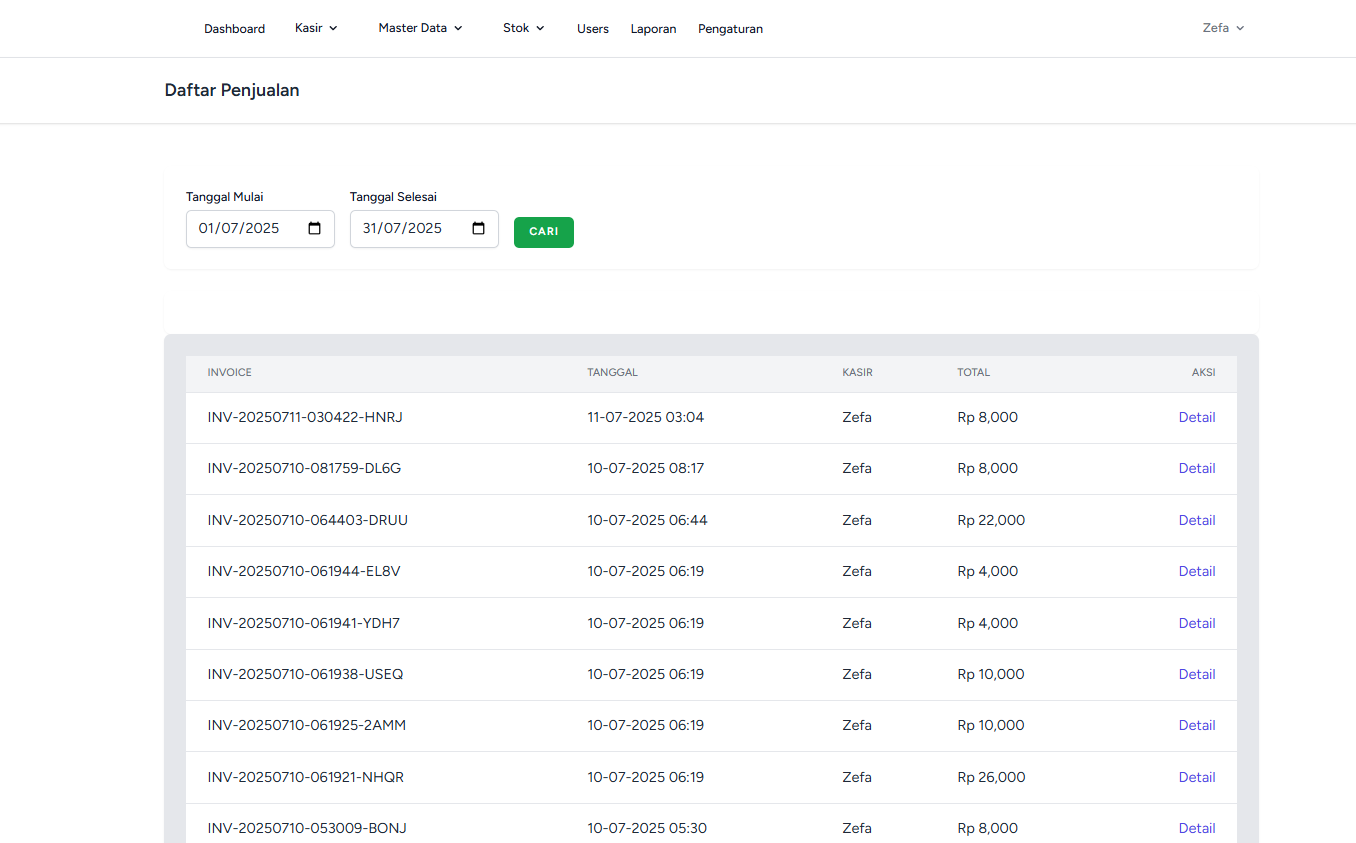 Dashboard Kasir Master Data Stok Users Laporan Pengaturan Zefa
Daftar Penjualan
Tanggal Mulai Tanggal Selesai
01/07/2025 31/07/2025 CARI
INVOICE TANGGAL KASIR TOTAL AKSI
INV-20250711-030422-HNRJ 11-07-2025 03:04 Zefa Rp 8,000 Detail
INV-20250710-081759-DL6G 10-07-2025 08:17 Zefa Rp 8,000 Detail
INV-20250710-064403-DRUU 10-07-2025 06:44 Zefa Rp 22,000 Detail
INV-20250710-061944-EL8V 10-07-2025 06:19 Zefa Rp 4,000 Detail
INV-20250710-061941-YDH7 10-07-2025 06:19 Zefa Rp 4,000 Detail
INV-20250710-061938-USEQ 10-07-2025 06:19 Zefa Rp 10,000 Detail
INV-20250710-061925-2AMM 10-07-2025 06:19 Zefa Rp 10,000 Detail
INV-20250710-061921-NHQR 10-07-2025 06:19 Zefa Rp 26,000 Detail
INV-20250710-053009-BONJ 10-07-2025 05:30 Zefa Rp 8,000 Detail